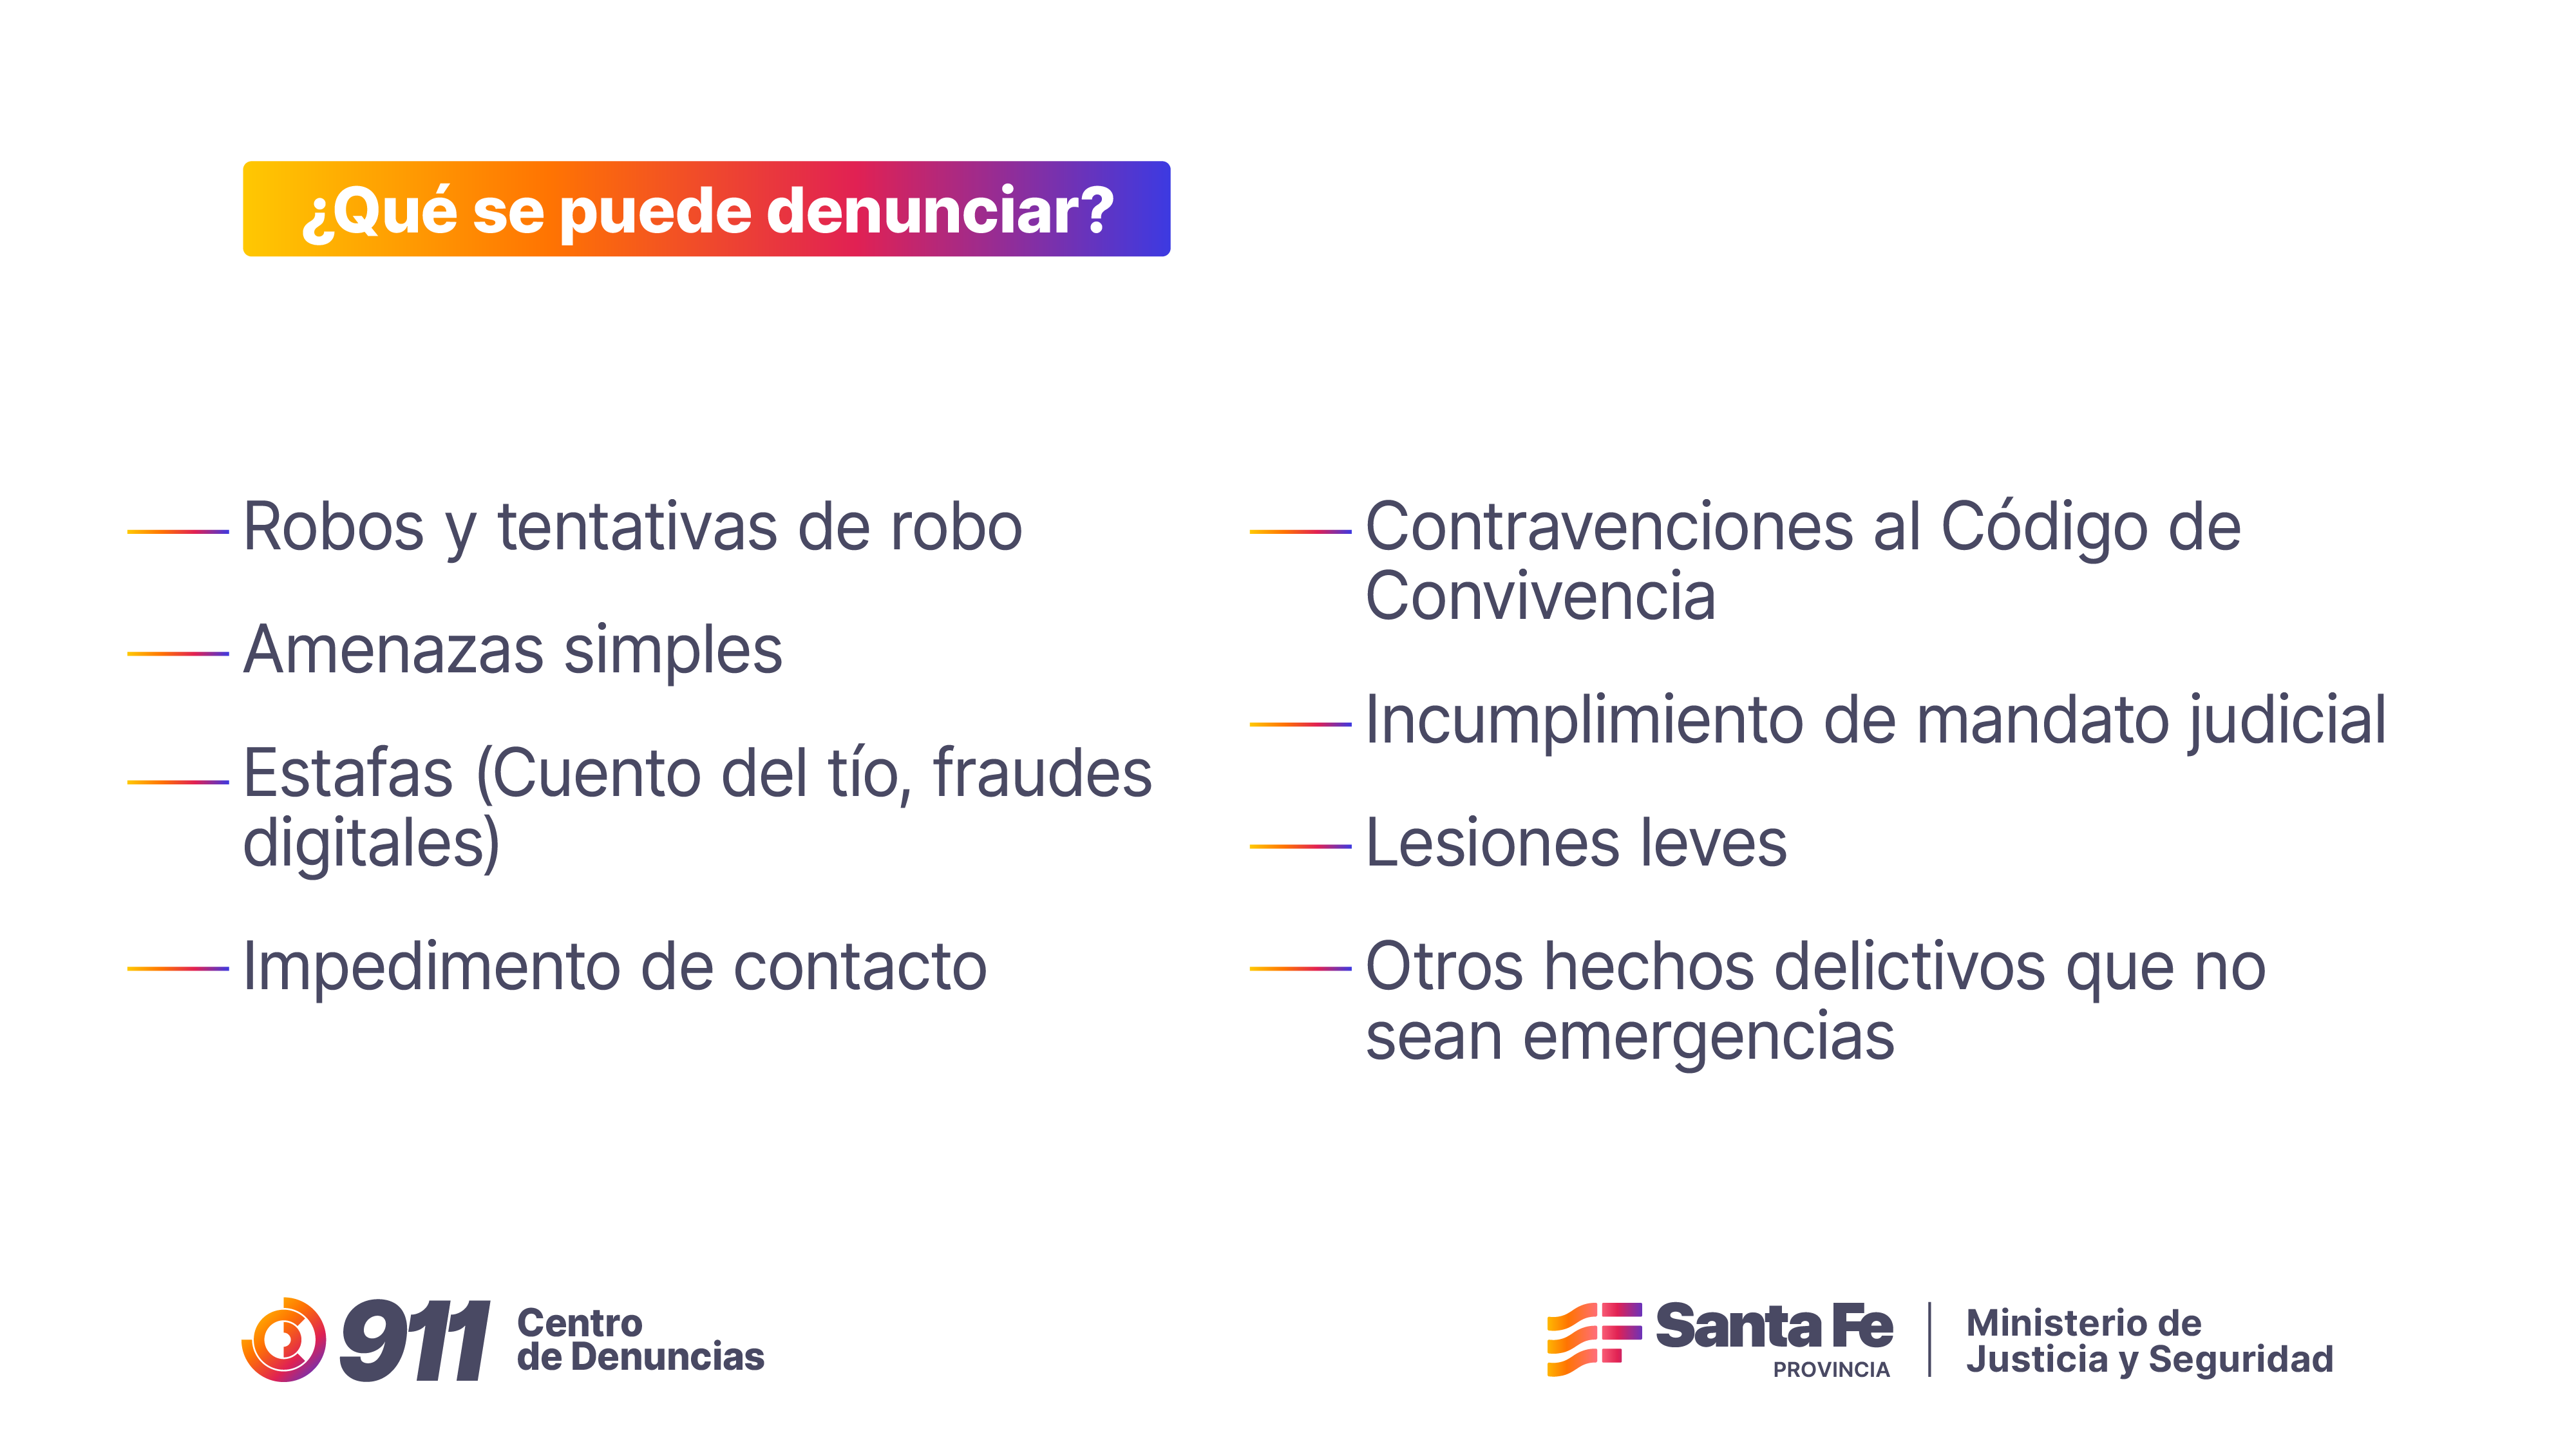 ¿Qué se puede denunciar?
Robos y tentativas de robo
Amenazas simples
Estafas (Cuento del tío, fraudes
digitales)
Impedimento de contacto
Contravenciones al Código de
Convivencia
Incumplimiento de mandato judicial
Lesiones leves
Otros hechos delictivos que no
sean emergencias
911
Centro
de Denuncias
Santa Fe
PROVINCIA
Ministerio de
Justicia y Seguridad